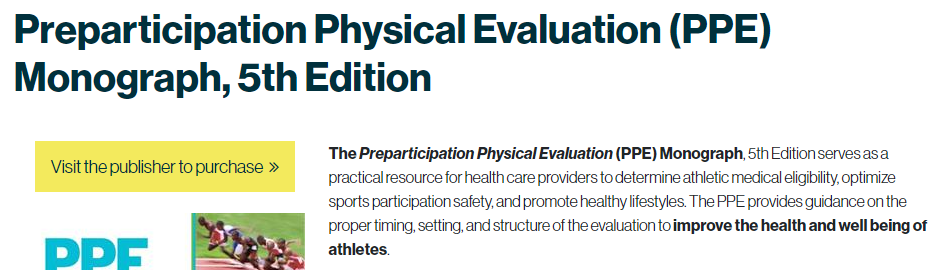 Preparticipation Physical Evaluation (PPE)
Monograph, 5th Edition
Visit the publisher to purchase »
The Preparticipation Physical Evaluation (PPE) Monograph, 5th Edition serves as a
practical resource for health care providers to determine athletic medical eligibility, optimize
sports participation safety, and promote healthy lifestyles. The PPE provides guidance on the
proper timing, setting, and structure of the evaluation to improve the health and well being of
athletes.
PPE